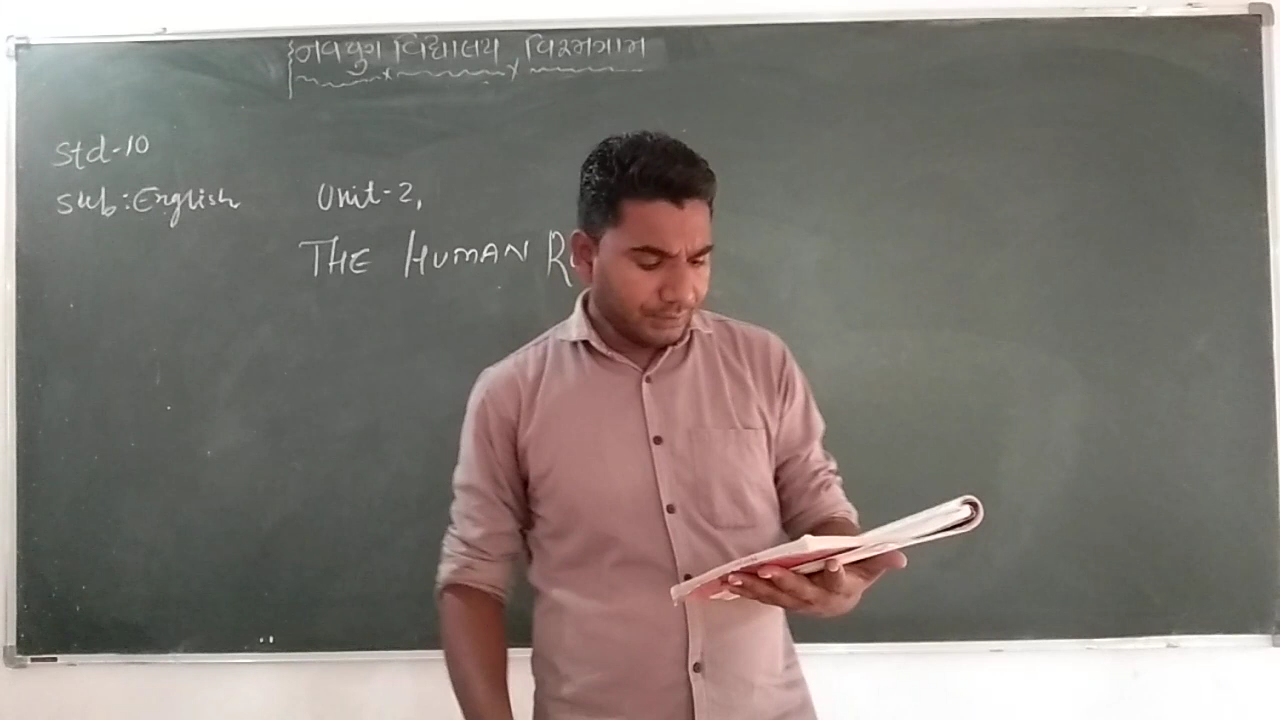 નવયુગ વિદ્યાલય, વિરમગામ
Std-10
Sub: English
Unit-2,
THE HUMAN R